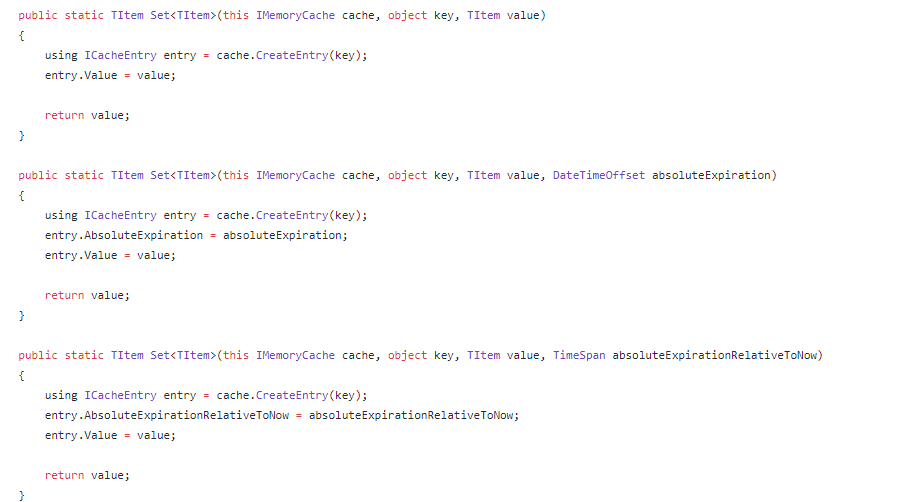 public static TItem Set<TItem>(this IMemoryCache cache, object key, TItem value)
{
    using ICacheEntry entry = cache.CreateEntry(key);
    entry.Value = value;

    return value;
}

public static TItem Set<TItem>(this IMemoryCache cache, object key, TItem value, DateTimeOffset absoluteExpiration)
{
    using ICacheEntry entry = cache.CreateEntry(key);
    entry.AbsoluteExpiration = absoluteExpiration;
    entry.Value = value;

    return value;
}

public static TItem Set<TItem>(this IMemoryCache cache, object key, TItem value, TimeSpan absoluteExpirationRelativeToNow)
{
    using ICacheEntry entry = cache.CreateEntry(key);
    entry.AbsoluteExpirationRelativeToNow = absoluteExpirationRelativeToNow;
    entry.Value = value;

    return value;
}